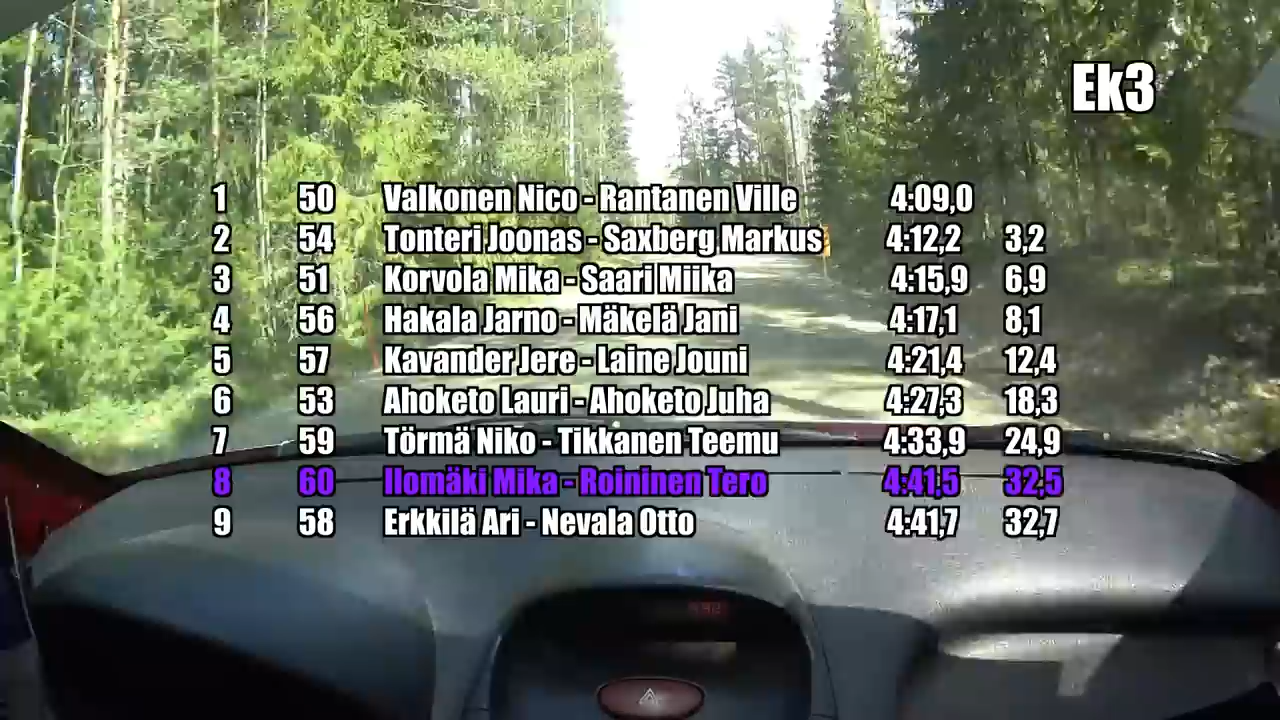 Ek3
1 50 Valkonen Nico - Rantanen Ville 4:09,0
2 54 Tonteri Joonas - Saxberg Markus 4:12,2 3,2
3 51 Korvola Mika - Saari Miika 4:15,9 6,9
4 56 Hakala Jarno - Mäkelä Jani 4:17,1 8,1
5 57 Kavander Jere - Laine Jouni 4:21,4 12,4
6 53 Ahoketo Lauri - Ahoketo Juha 4:27,3 18,3
7 59 Törmä Niko - Tikkanen Teemu 4:33,9 24,9
8 60 Ilomäki Mika - Roininen Tero 4:41,5 32,5
9 58 Erkkilä Ari - Nevala Otto 4:41,7 32,7